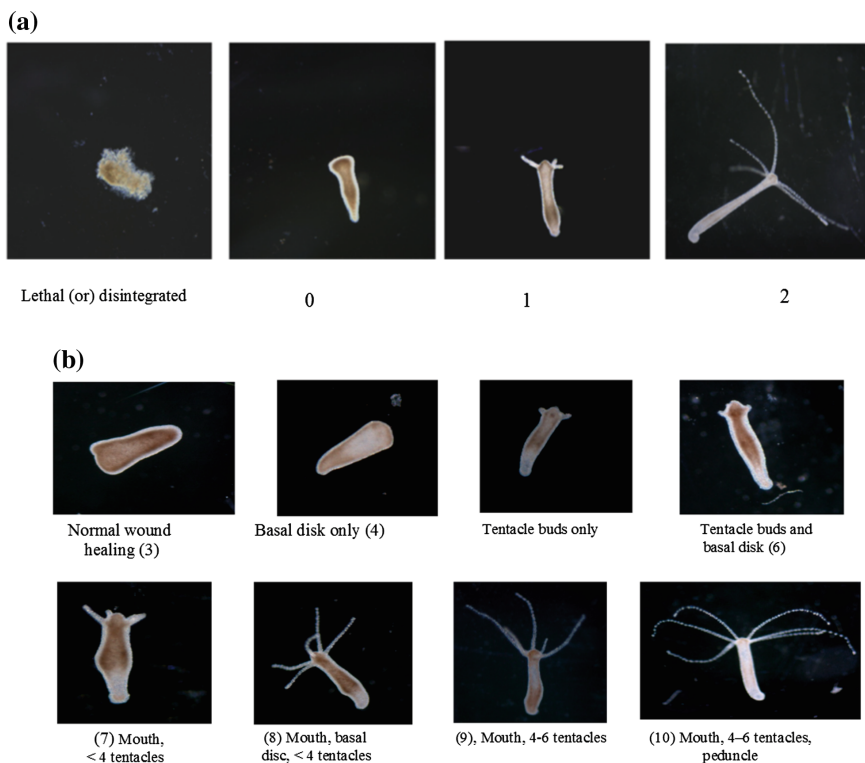 (a)
Lethal (or) disintegrated
0
1
2
(b)
Normal wound
healing (3)
Basal disk only (4)
Tentacle buds only
Tentacle buds and
basal disk (6)
(7) Mouth,
< 4 tentacles
(8) Mouth, basal
disc, < 4 tentacles
(9), Mouth, 4-6 tentacles
(10) Mouth, 4–6 tentacles,
peduncle